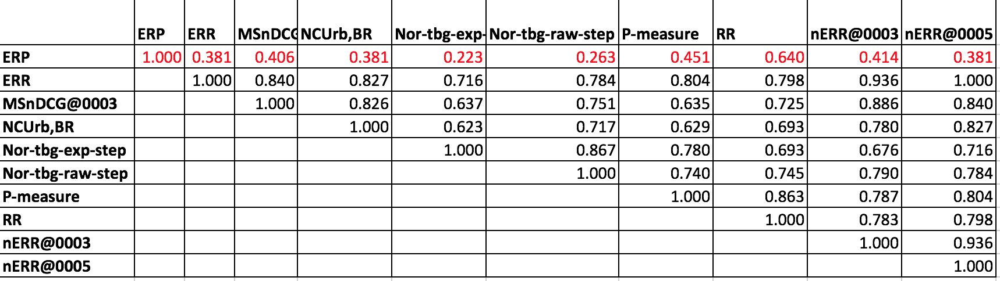 ERP ERR MSnDCG NCUrb,BR Nor-tbg-exp- Nor-tbg-raw-step P-measure RR nERR@0003 nERR@0005
ERP 1.000 0.381 0.406 0.381 0.223 0.263 0.451 0.640 0.414 0.381
ERR 1.000 0.840 0.827 0.716 0.784 0.804 0.798 0.936 1.000
MSnDCG@0003 1.000 0.826 0.637 0.751 0.635 0.725 0.886 0.840
NCUrb,BR 1.000 0.623 0.717 0.629 0.693 0.780 0.827
Nor-tbg-exp-step 1.000 0.867 0.780 0.693 0.676 0.716
Nor-tbg-raw-step 1.000 0.740 0.745 0.790 0.784
P-measure 1.000 0.863 0.787 0.804
RR 1.000 0.783 0.798
nERR@0003 1.000 0.936
nERR@0005 1.000